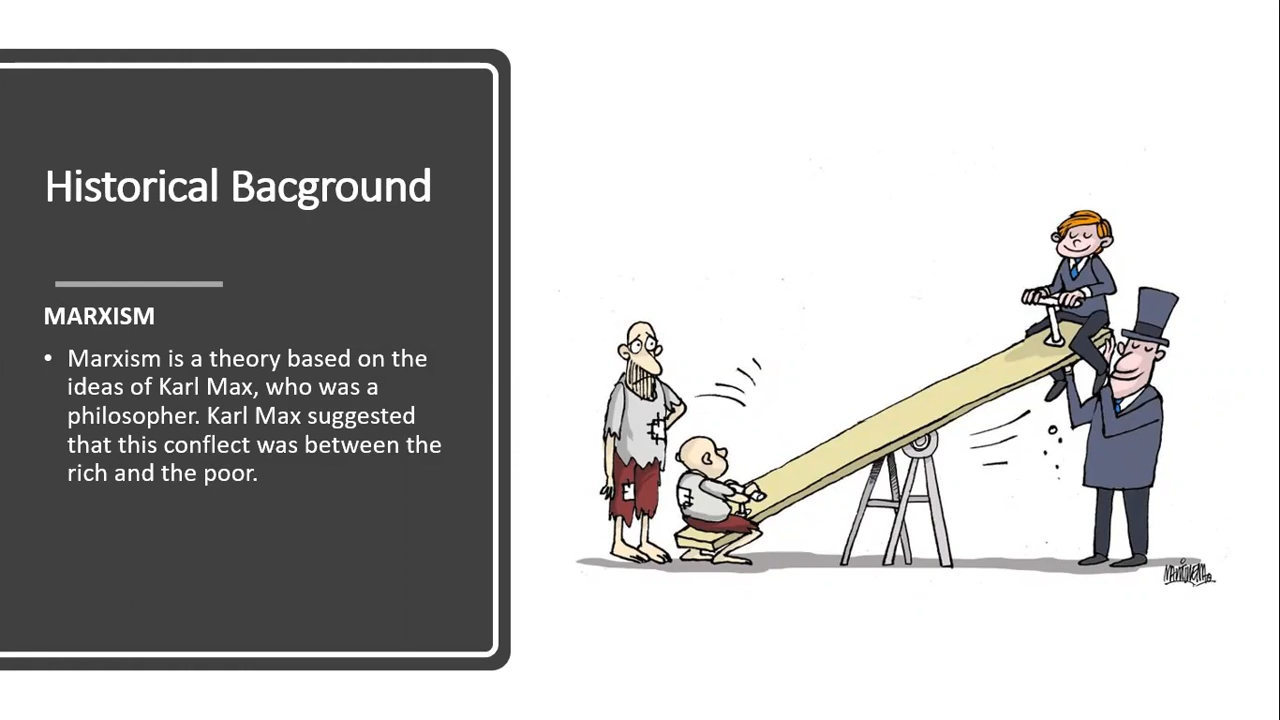 Historical Bacground
MARXISM
• Marxism is a theory based on the
ideas of Karl Max, who was a
philosopher. Karl Max suggested
that this conflect was between the
rich and the poor.